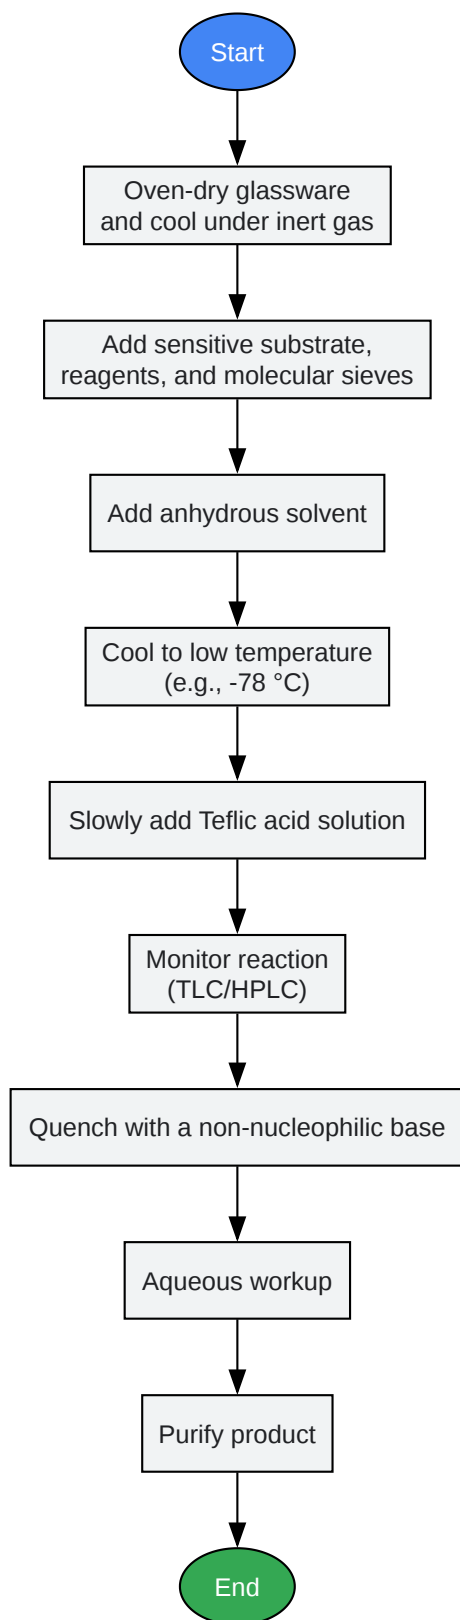 Start
Oven-dry glassware
and cool under inert gas
Add sensitive substrate,
reagents, and molecular sieves
Add anhydrous solvent
Cool to low temperature
(e.g., -78 °C)
Slowly add Teflic acid solution
Monitor reaction
(TLC/HPLC)
Quench with a non-nucleophilic base
Aqueous workup
Purify product
End